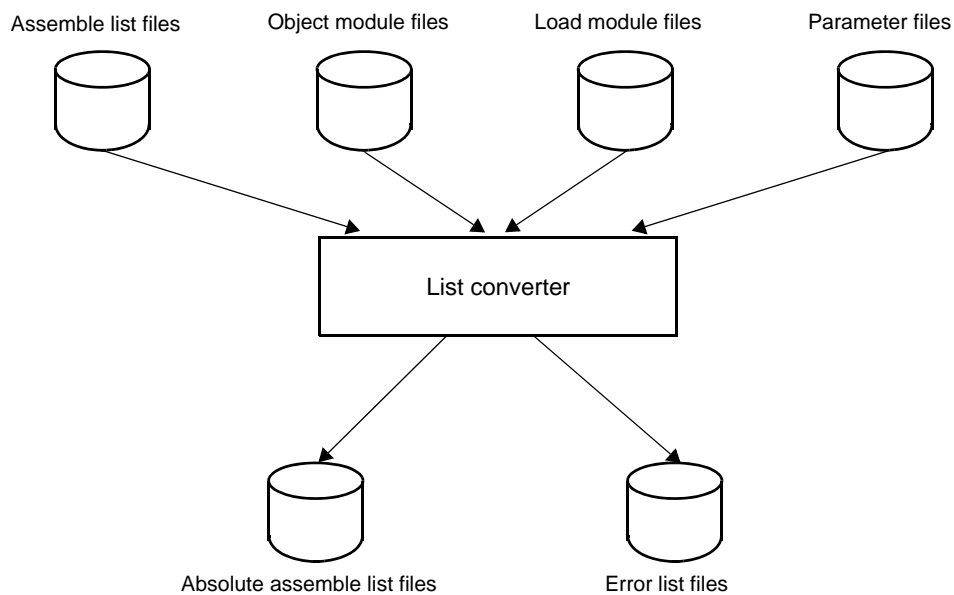 Assemble list files
Object module files
Load module files
Parameter files
List converter
Absolute assemble list files
Error list files